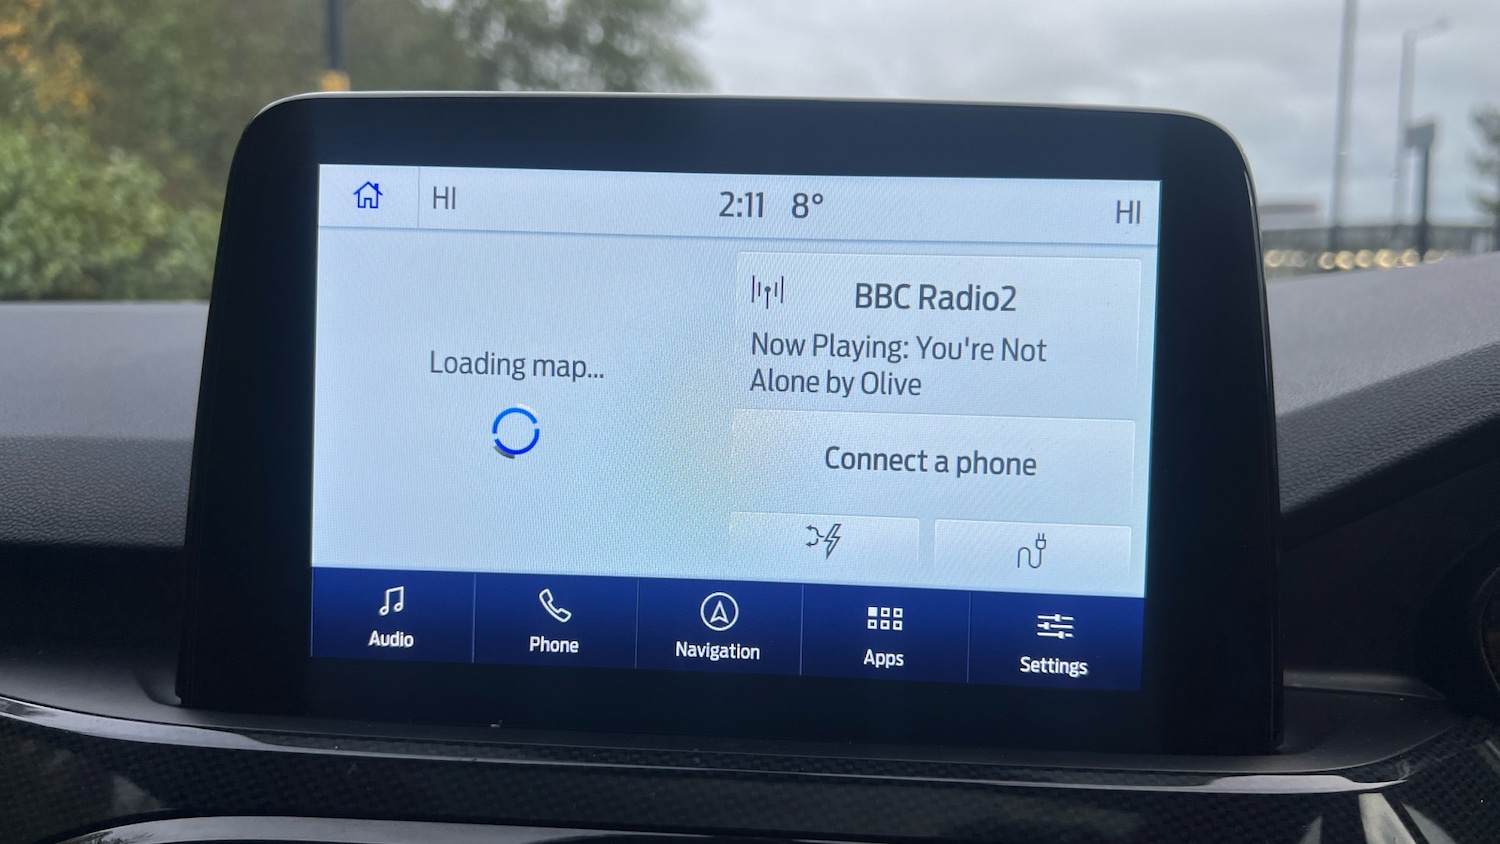 HI
2:11 8°
HI
BBC Radio2
Now Playing: You're Not
Alone by Olive
Loading map...
Connect a phone
Audio
Phone
Navigation
Apps
Settings